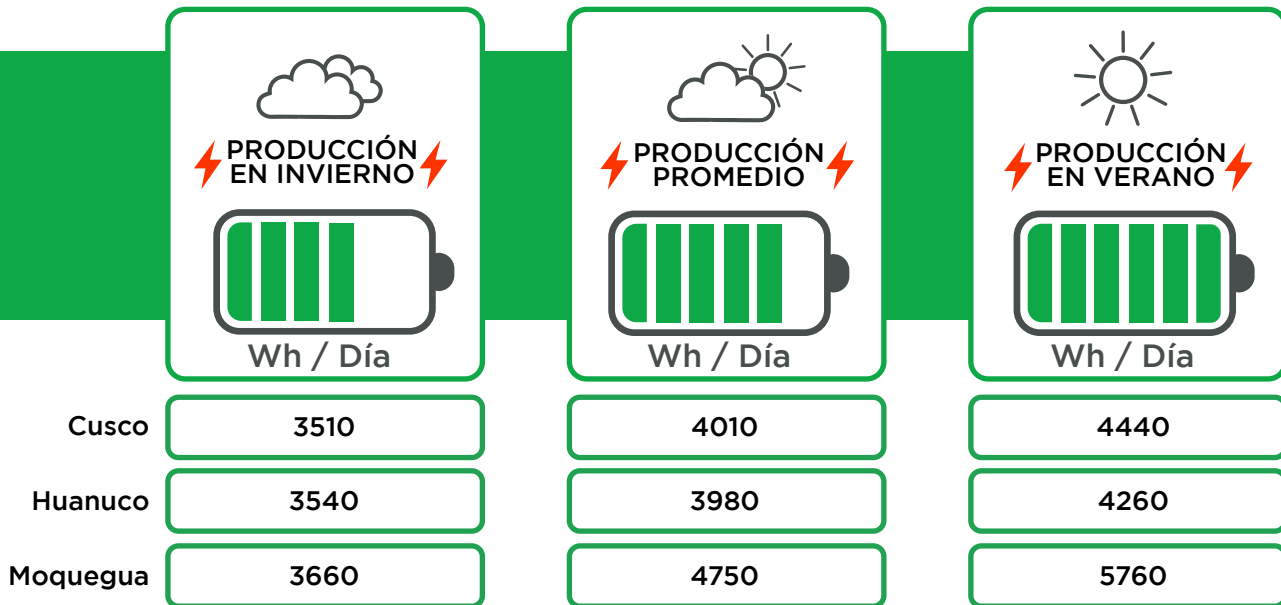 PRODUCCIÓN
EN INVIERNO
Wh / Día
PRODUCCIÓN
PROMEDIO
Wh / Día
PRODUCCIÓN
EN VERANO
Wh / Día
Cusco 3510 4010 4440
Huanuco 3540 3980 4260
Moquegua 3660 4750 5760